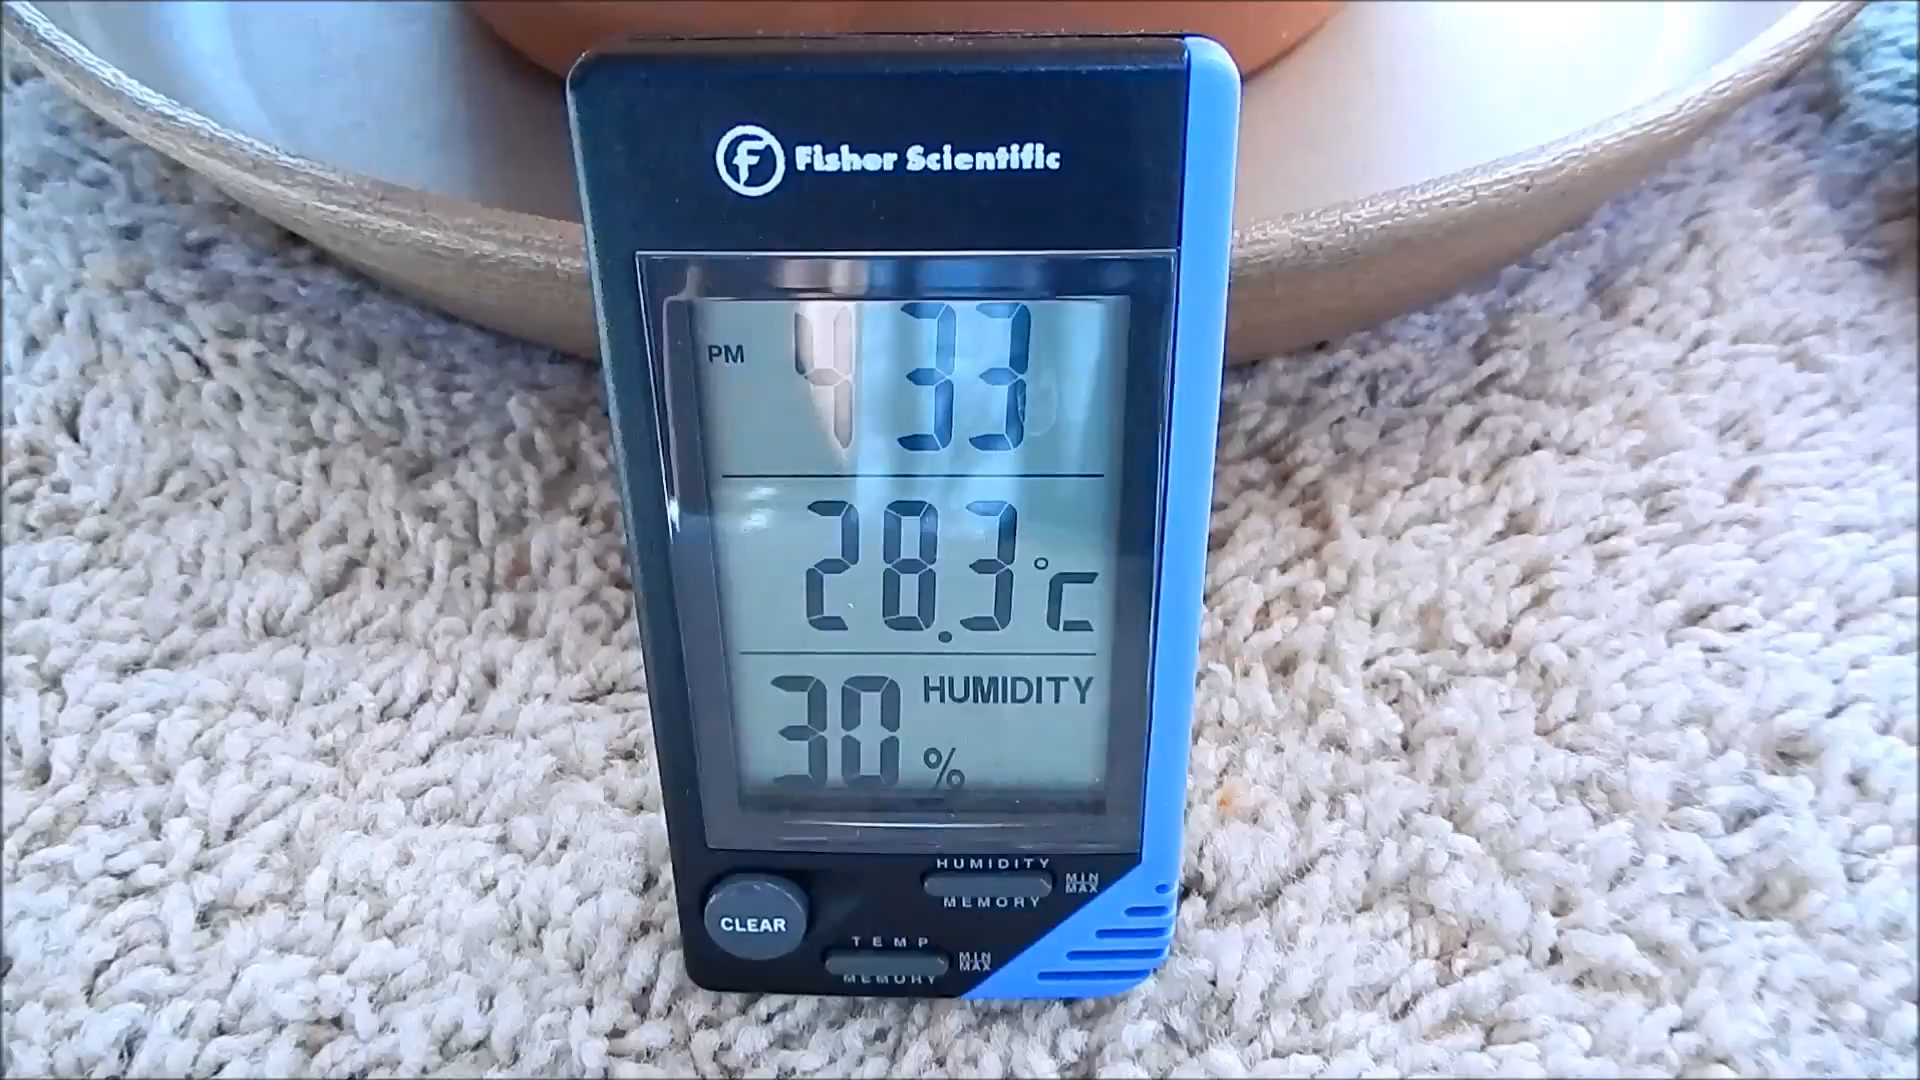 Fisher Scientific
PM 4 33
28.3°C
30 % HUMIDITY
HUMIDITY
MIN
MAX
MEMORY
CLEAR
TEMP
MIN
MAX
MEMORY